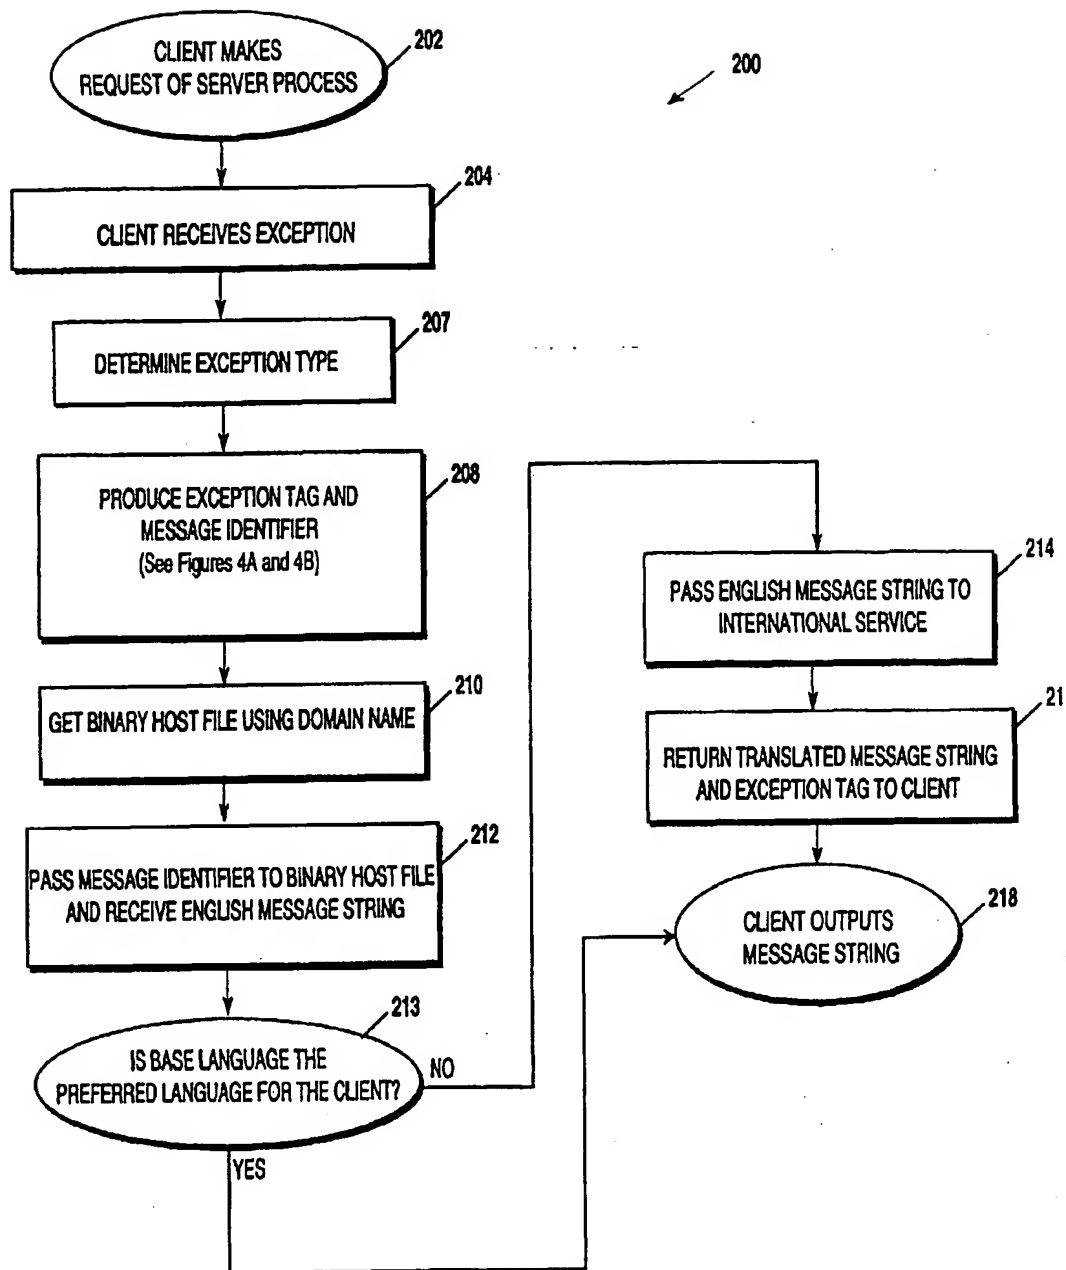 CLIENT MAKES
REQUEST OF SERVER PROCESS
202
200
CLIENT RECEIVES EXCEPTION
204
DETERMINE EXCEPTION TYPE
207
PRODUCE EXCEPTION TAG AND
MESSAGE IDENTIFIER
(See Figures 4A and 4B)
208
GET BINARY HOST FILE USING DOMAIN NAME
210
PASS MESSAGE IDENTIFIER TO BINARY HOST FILE
AND RECEIVE ENGLISH MESSAGE STRING
212
IS BASE LANGUAGE THE
PREFERRED LANGUAGE FOR THE CLIENT?
213
NO
YES
PASS ENGLISH MESSAGE STRING TO
INTERNATIONAL SERVICE
214
RETURN TRANSLATED MESSAGE STRING
AND EXCEPTION TAG TO CLIENT
21
CLIENT OUTPUTS
MESSAGE STRING
218